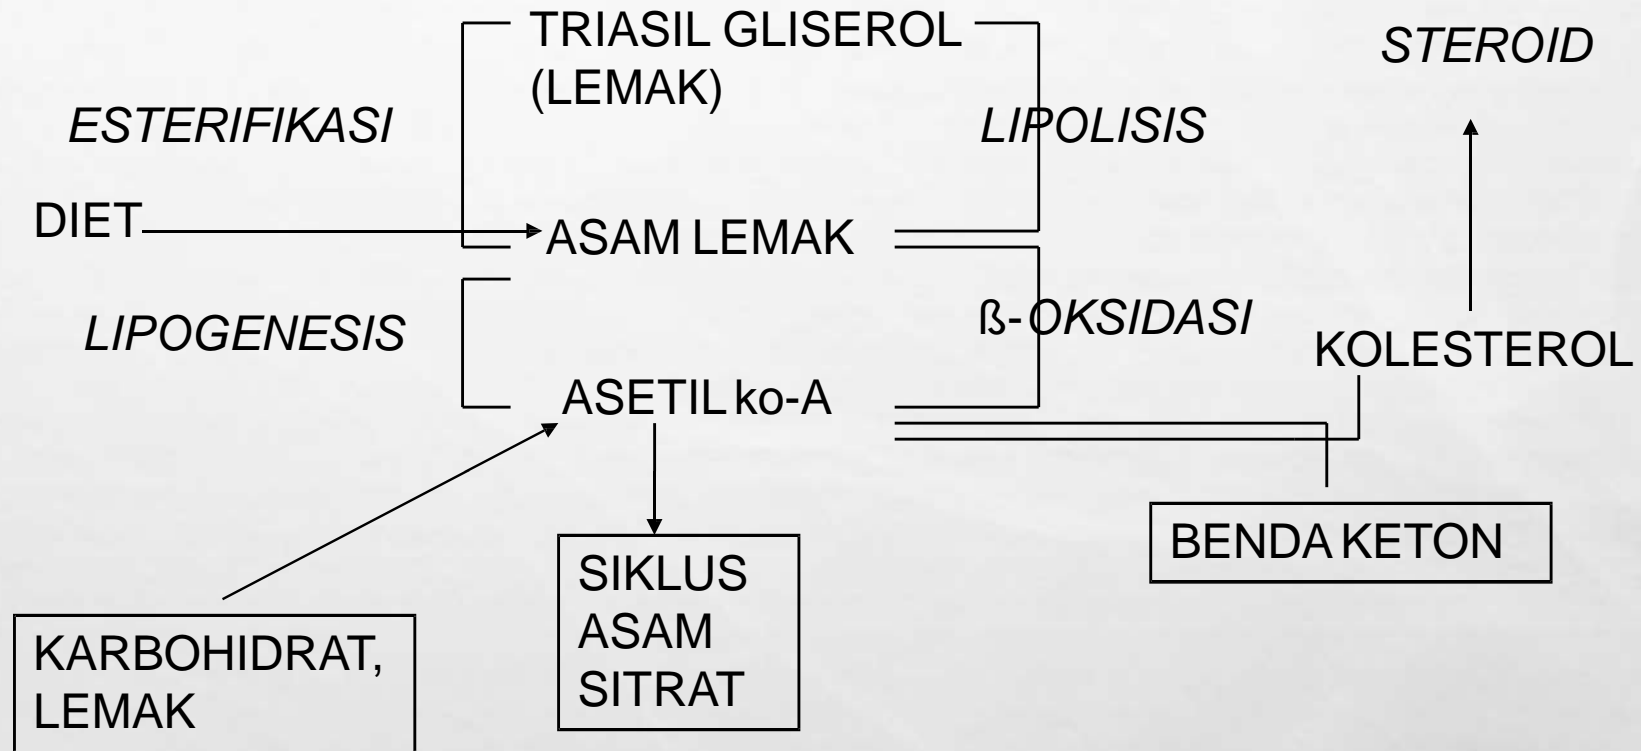 TRIASIL GLISEROL
(LEMAK)
STEROID
ESTERIFIKASI
LIPOLISIS
DIET
ASAM LEMAK
LIPOGENESIS
ß-OKSIDASI
KOLESTEROL
ASETIL ko-A
BENDA KETON
SIKLUS
ASAM
SITRAT
KARBOHIDRAT,
LEMAK